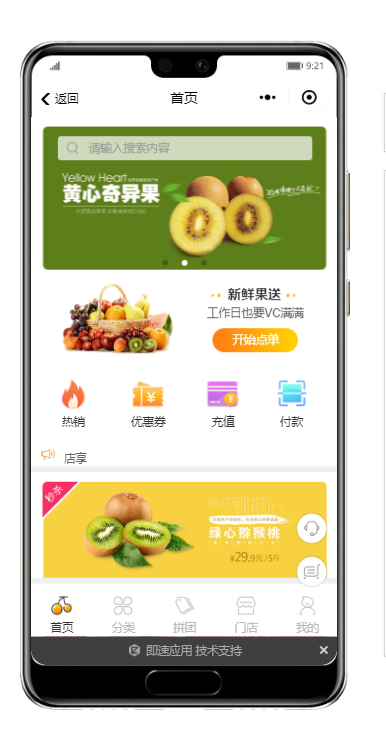 9:21
返回
首页
请输入搜索内容
Yellow Heart
黄心奇异果
新鲜果送
工作日也要VC满满
开始点单
热销
优惠券
充值
付款
店享
秒杀
NUTRIENT
DENSITY
绿心猕猴桃
¥29.9元/5斤
首页
分类
拼团
门店
我的
即速应用 技术支持